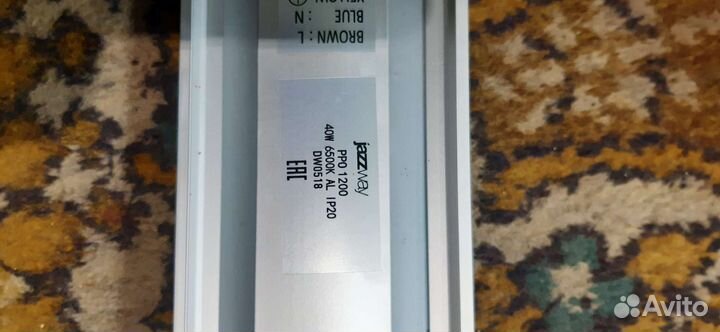 BROWN : L
BLUE : N
jazzway
PPO 1200
40W 6500K AL IP20
DW0518
EAC
Avito